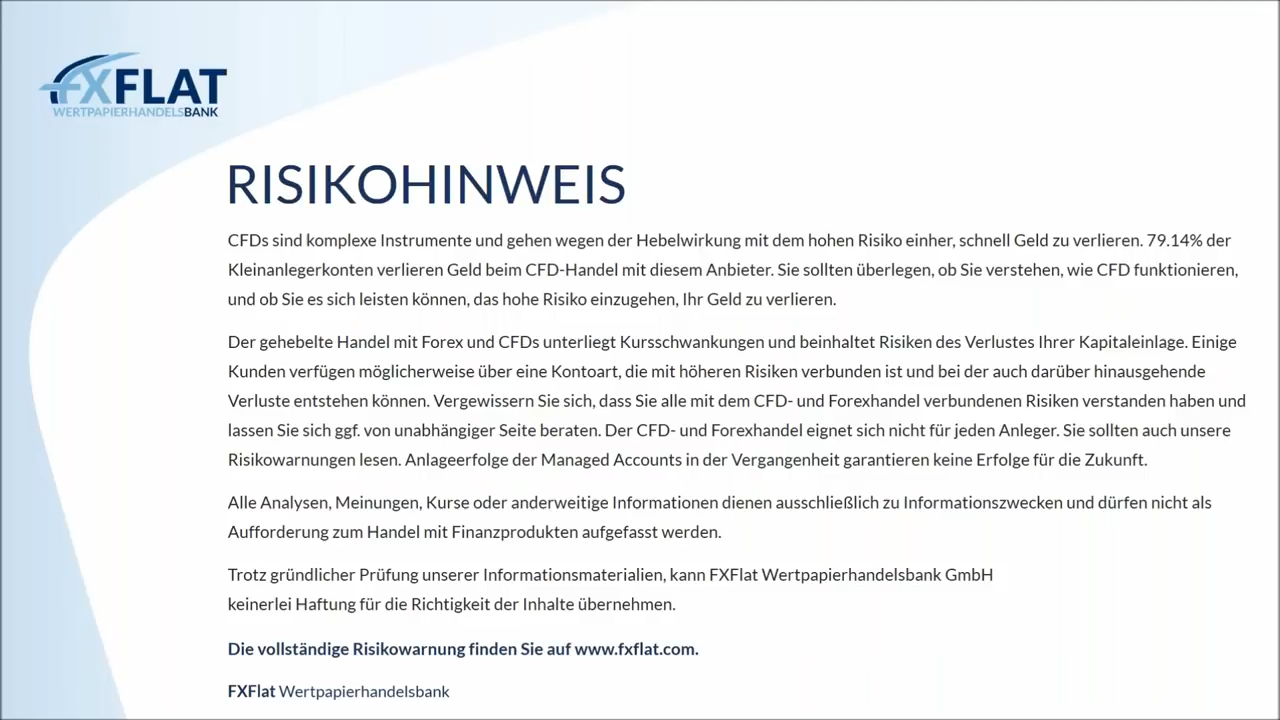 FXFLAT
WERTPAPIERHANDELSBANK
RISIKOHINWEIS
CFDs sind komplexe Instrumente und gehen wegen der Hebelwirkung mit dem hohen Risiko einher, schnell Geld zu verlieren. 79.14% der
Kleinanlegerkonten verlieren Geld beim CFD-Handel mit diesem Anbieter. Sie sollten überlegen, ob Sie verstehen, wie CFD funktionieren,
und ob Sie es sich leisten können, das hohe Risiko einzugehen, Ihr Geld zu verlieren.
Der gehebelte Handel mit Forex und CFDs unterliegt Kursschwankungen und beinhaltet Risiken des Verlustes Ihrer Kapitaleinlage. Einige
Kunden verfügen möglicherweise über eine Kontoart, die mit höheren Risiken verbunden ist und bei der auch darüber hinausgehende
Verluste entstehen können. Vergewissern Sie sich, dass Sie alle mit dem CFD- und Forexhandel verbundenen Risiken verstanden haben und
lassen Sie sich ggf. von unabhängiger Seite beraten. Der CFD- und Forexhandel eignet sich nicht für jeden Anleger. Sie sollten auch unsere
Risikowarnungen lesen. Anlageerfolge der Managed Accounts in der Vergangenheit garantieren keine Erfolge für die Zukunft.
Alle Analysen, Meinungen, Kurse oder anderweitige Informationen dienen ausschließlich zu Informationszwecken und dürfen nicht als
Aufforderung zum Handel mit Finanzprodukten aufgefasst werden.
Trotz gründlicher Prüfung unserer Informationsmaterialien, kann FXFlat Wertpapierhandelsbank GmbH
keinerlei Haftung für die Richtigkeit der Inhalte übernehmen.
Die vollständige Risikowarnung finden Sie auf www.fxflat.com.
FXFlat Wertpapierhandelsbank